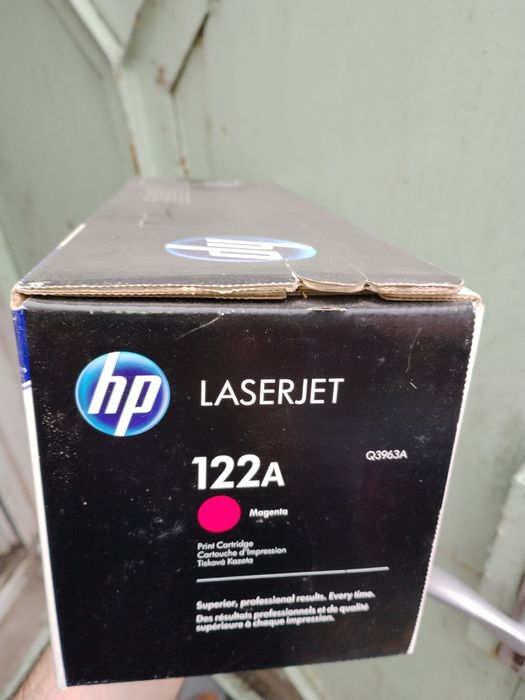 hp
hp
LASERJET
122A
Q3963A
Magenta
Print Cartridge
Cartouche d'Impression
Tisková Kazeta
Superior, professional results. Every time.
Des résultats professionnels et de qualité
supérieure à chaque impression.